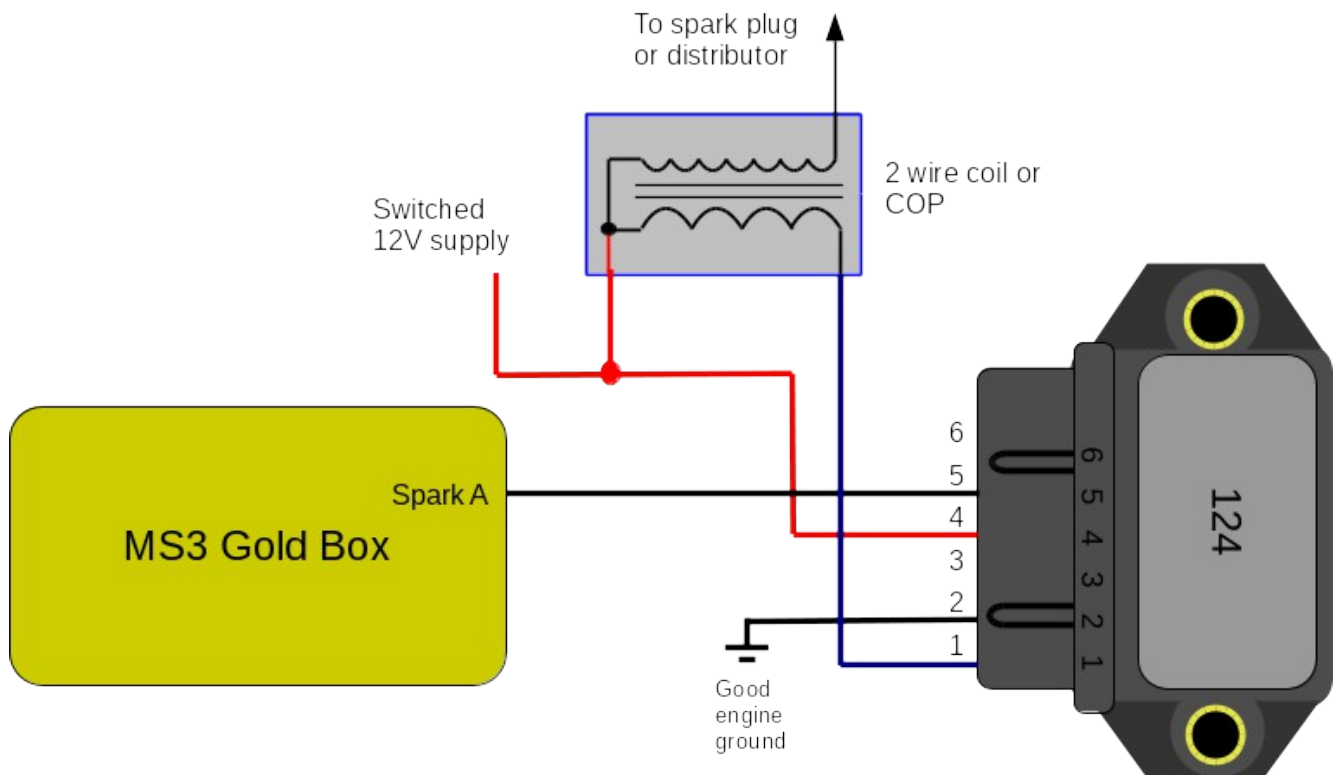 To spark plug
or distributor
2 wire coil or
COP
Switched
12V supply
MS3 Gold Box
Spark A
6
5
4
3
2
1
6
5
4
3
2
1
124
Good
engine
ground